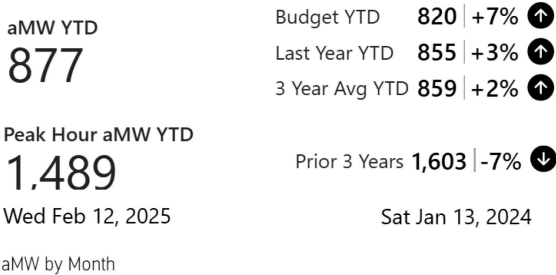 aMW YTD
877
Budget YTD 820 +7%
Last Year YTD 855 +3%
3 Year Avg YTD 859 +2%
Peak Hour aMW YTD
1,489
Wed Feb 12, 2025
Prior 3 Years 1,603 -7%
Sat Jan 13, 2024
aMW by Month